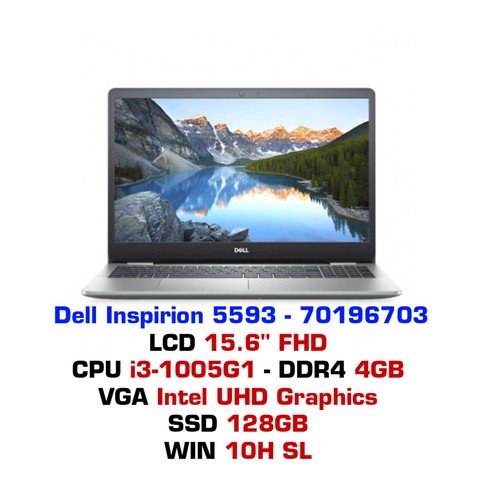 DELL
Dell Inspirion 5593 - 70196703
LCD 15.6" FHD
CPU i3-1005G1 - DDR4 4GB
VGA Intel UHD Graphics
SSD 128GB
WIN 10H SL